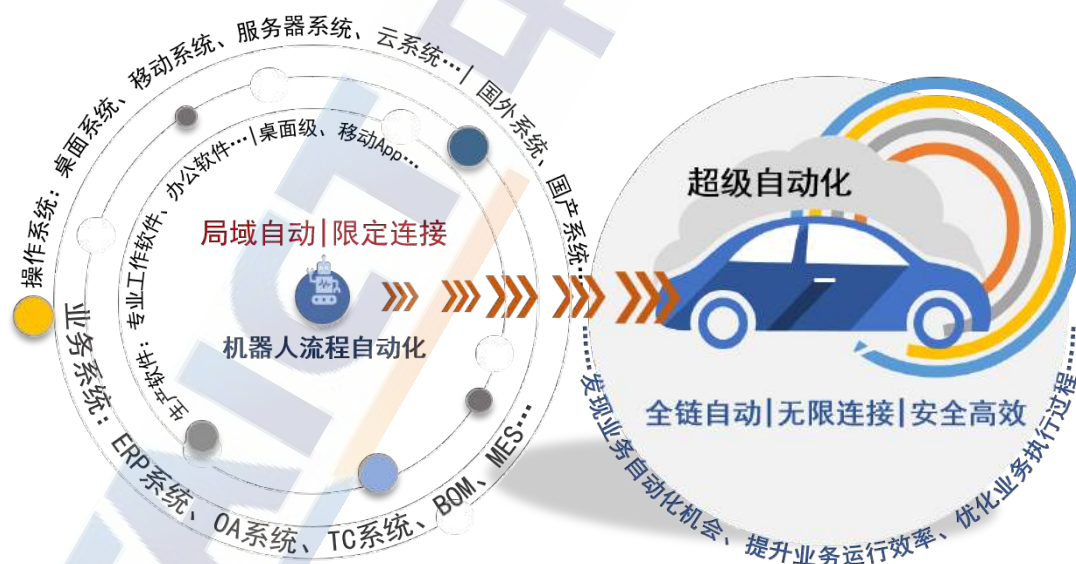 操作系统：桌面系统、移动系统、服务器系统、云系统…| 国外系统、国产系统…
生产软件：专业工作软件、办公软件…|桌面级、移动App…
局域自动|限定连接
机器人流程自动化
业务系统：ERP系统、OA系统、TC系统、BOM、MES…
超级自动化
全链自动|无限连接|安全高效
……发现业务自动化机会、提升业务运行效率、优化业务执行过程……